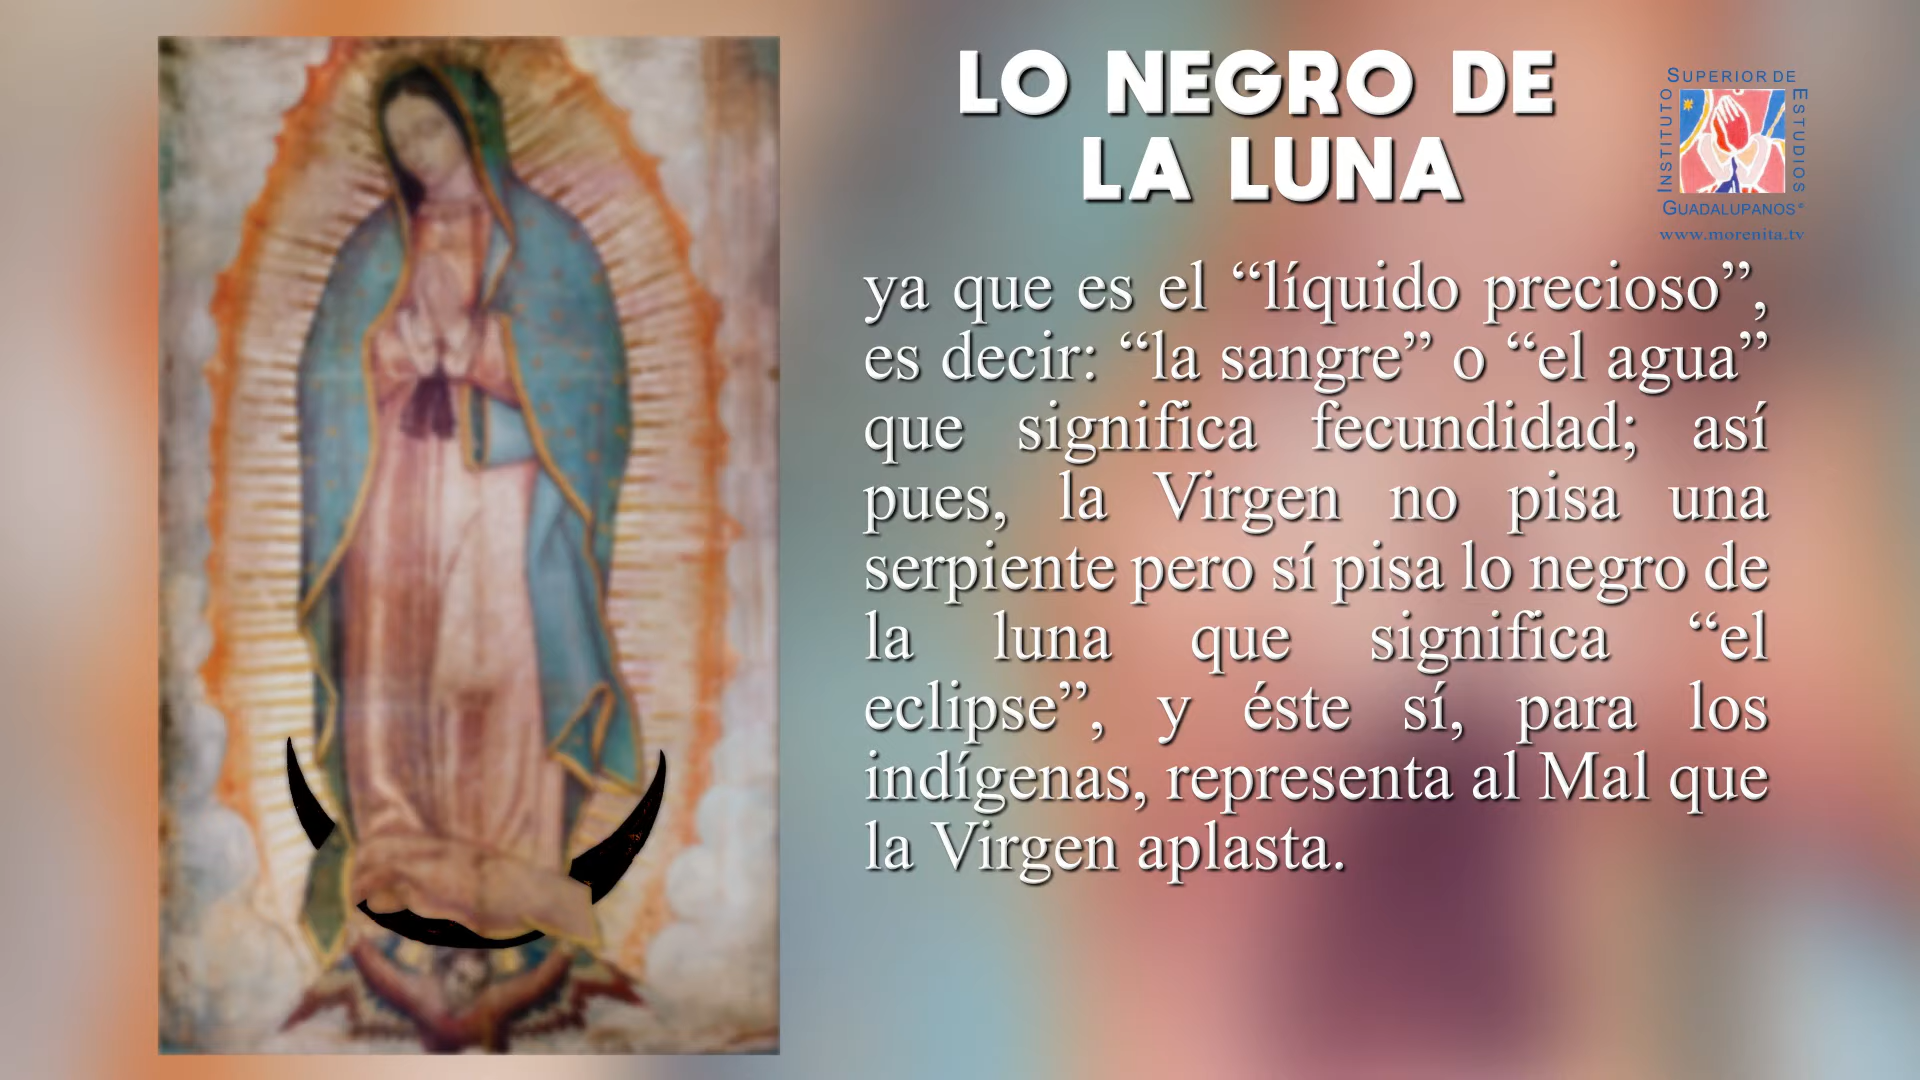 LO NEGRO DE
LA LUNA
SUPERIOR DE
INSTITUTO
ESTUDIOS
GUADALUPANOS®
www.morenita.tv
ya que es el “líquido precioso”,
es decir: “la sangre” o “el agua”
que significa fecundidad; así
pues, la Virgen no pisa una
serpiente pero sí pisa lo negro de
la luna que significa “el
eclipse”, y éste sí, para los
indígenas, representa al Mal que
la Virgen aplasta.